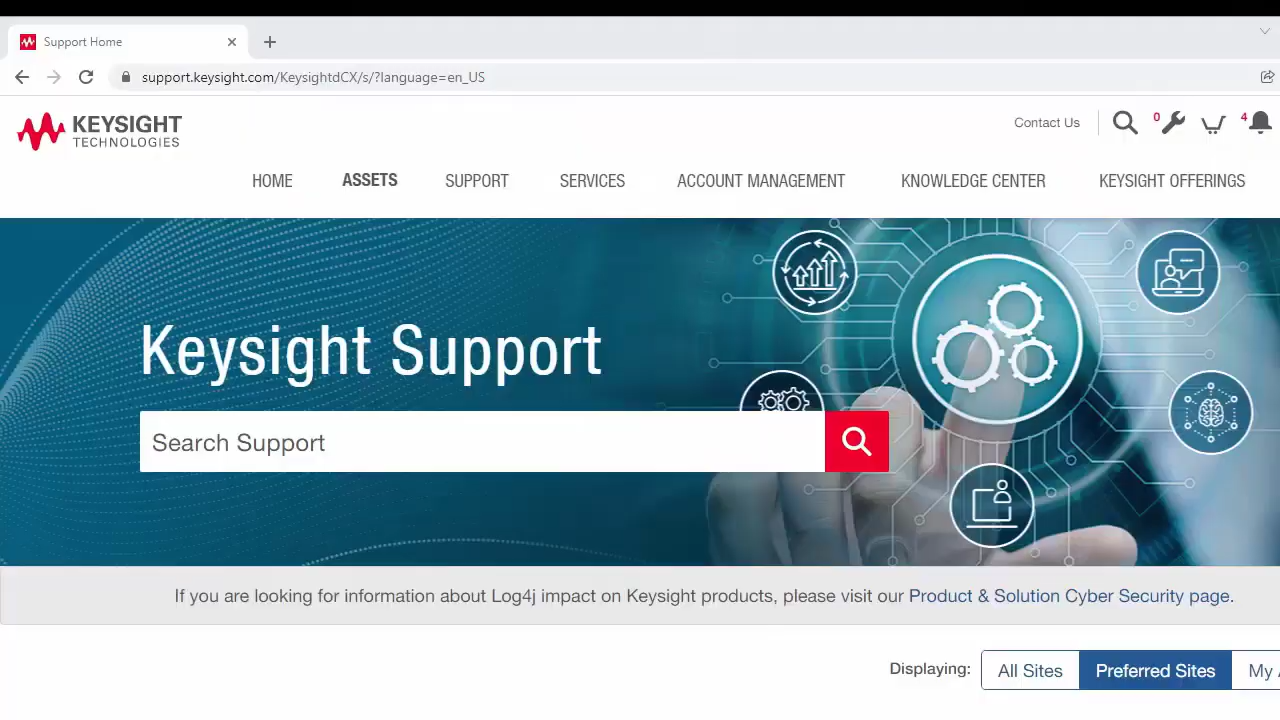 Support Home
support.keysight.com/KeysightdCX/s/?language=en_US
KEYSIGHT
TECHNOLOGIES
Contact Us
0
4
HOME
ASSETS
SUPPORT
SERVICES
ACCOUNT MANAGEMENT
KNOWLEDGE CENTER
KEYSIGHT OFFERINGS
Keysight Support
Search Support
If you are looking for information about Log4j impact on Keysight products, please visit our Product & Solution Cyber Security page.
Displaying:
All Sites
Preferred Sites
My